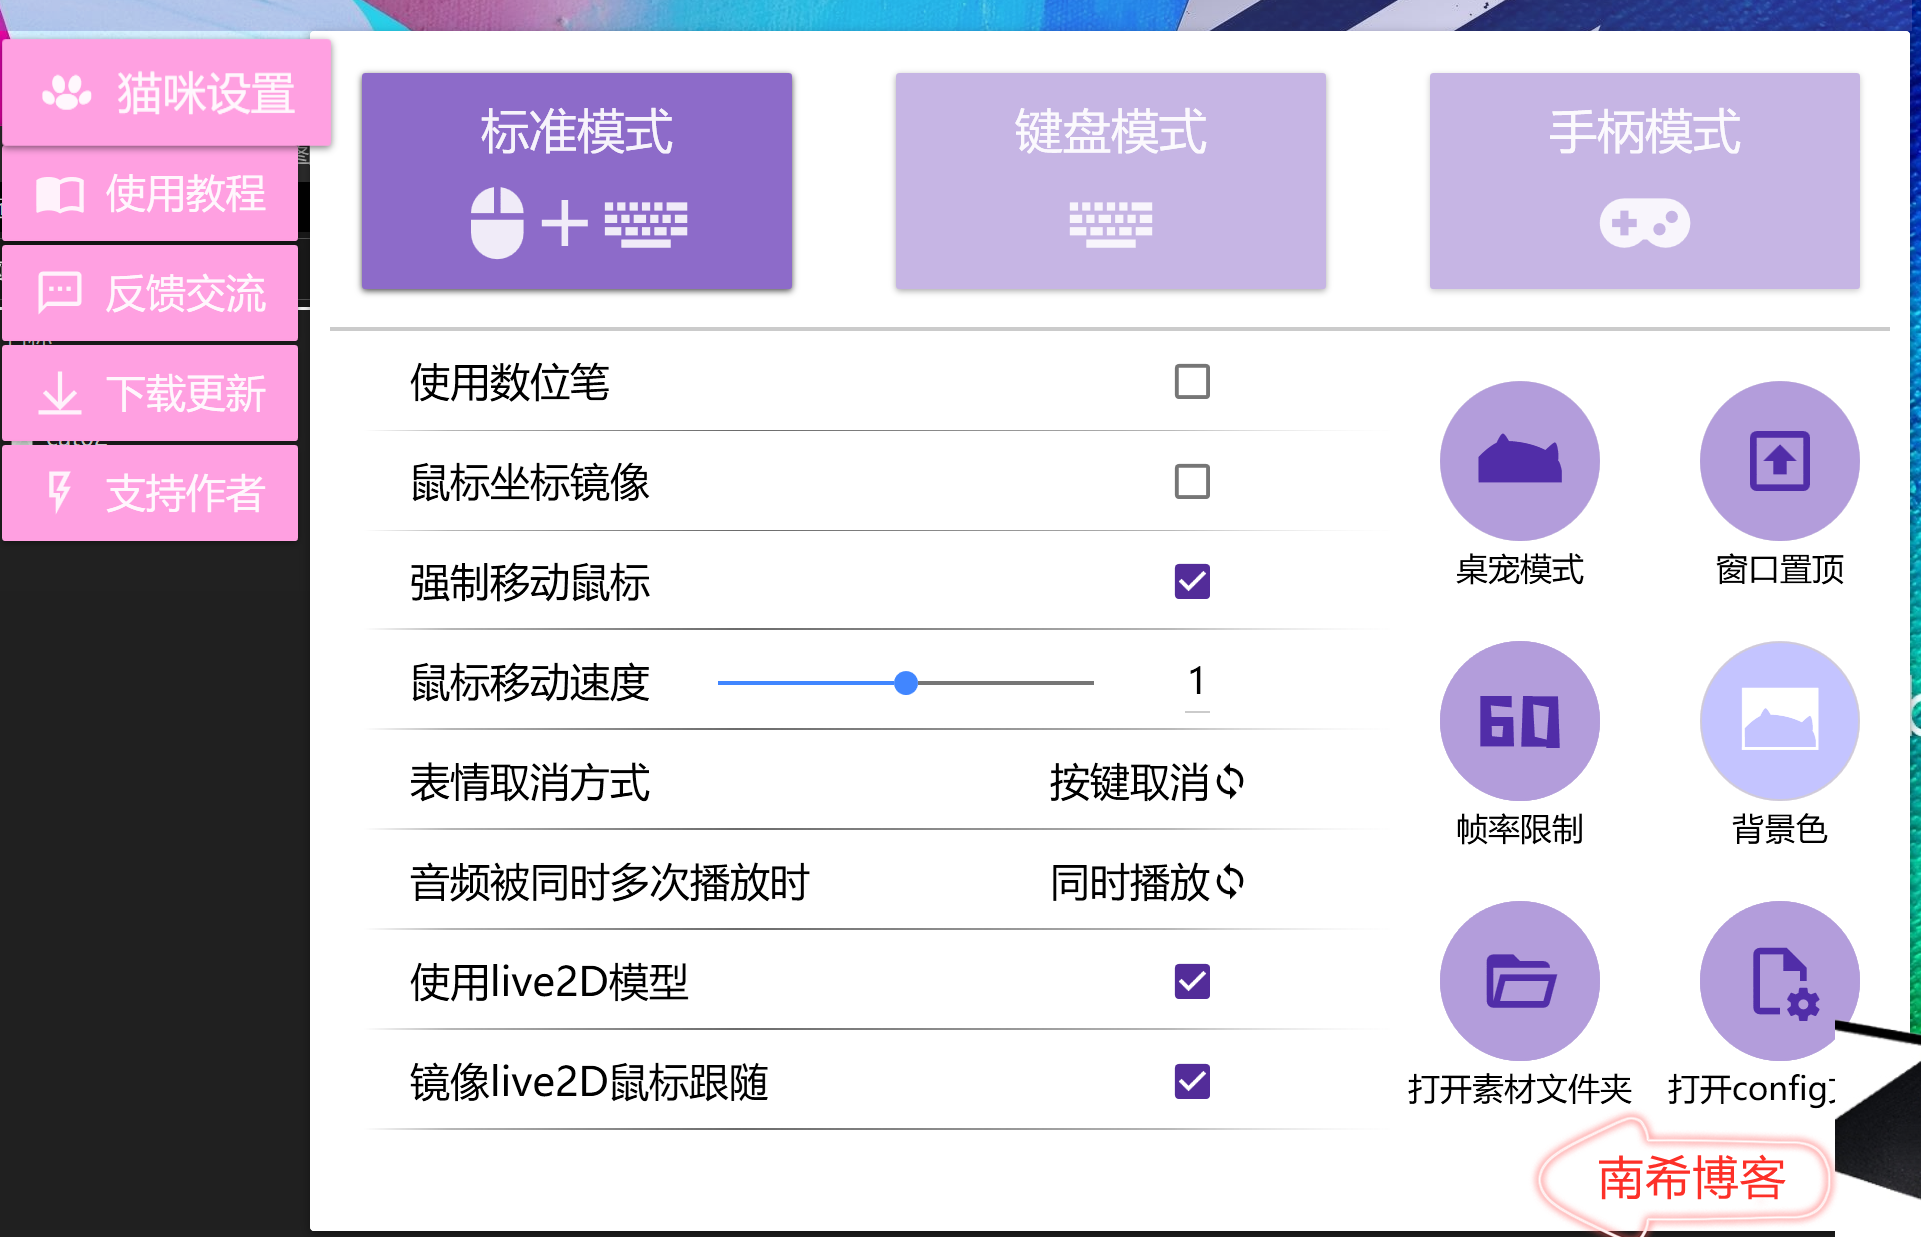 猫咪设置
使用教程
反馈交流
下载更新
支持作者
标准模式
键盘模式
手柄模式
使用数位笔
鼠标坐标镜像
强制移动鼠标
鼠标移动速度 1
表情取消方式 按键取消
音频被同时多次播放时 同时播放
使用live2D模型
镜像live2D鼠标跟随
桌宠模式
窗口置顶
60
帧率限制
背景色
打开素材文件夹
打开config
南希博客